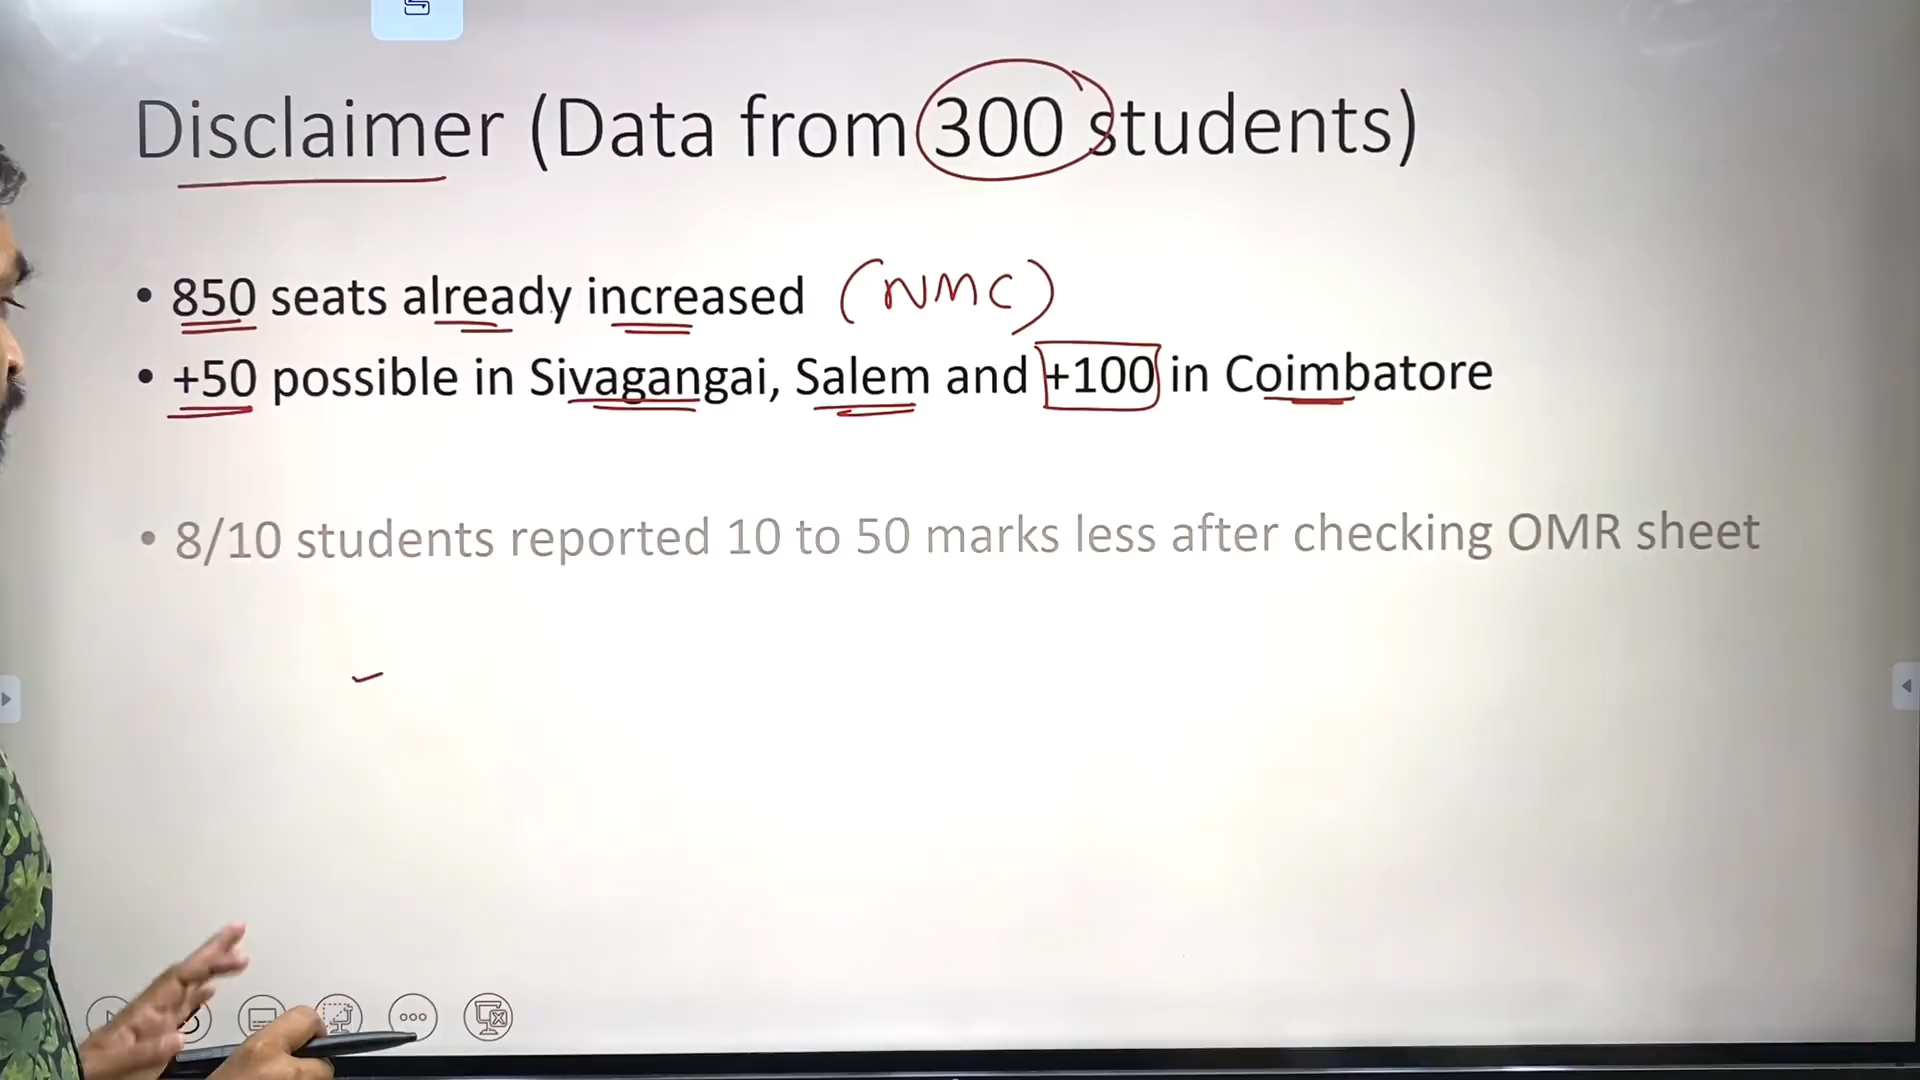 Disclaimer (Data from 300 students)
• 850 seats already increased (NMC)
• +50 possible in Sivagangai, Salem and +100 in Coimbatore
• 8/10 students reported 10 to 50 marks less after checking OMR sheet